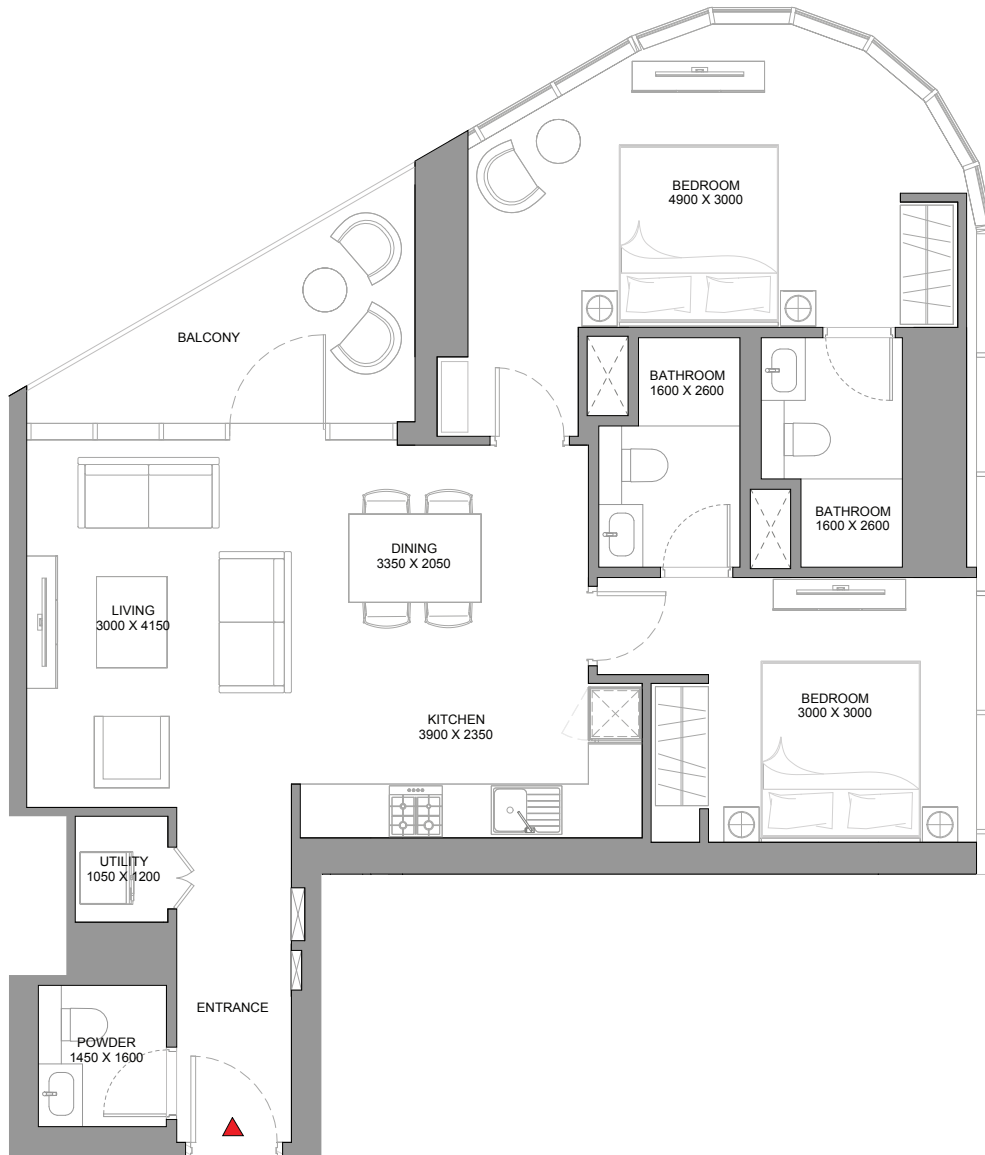 BEDROOM
4900 X 3000
BALCONY
BATHROOM
1600 X 2600
BATHROOM
1600 X 2600
DINING
3350 X 2050
LIVING
3000 X 4150
BEDROOM
3000 X 3000
KITCHEN
3900 X 2350
UTILITY
1050 X 1200
ENTRANCE
POWDER
1450 X 1600